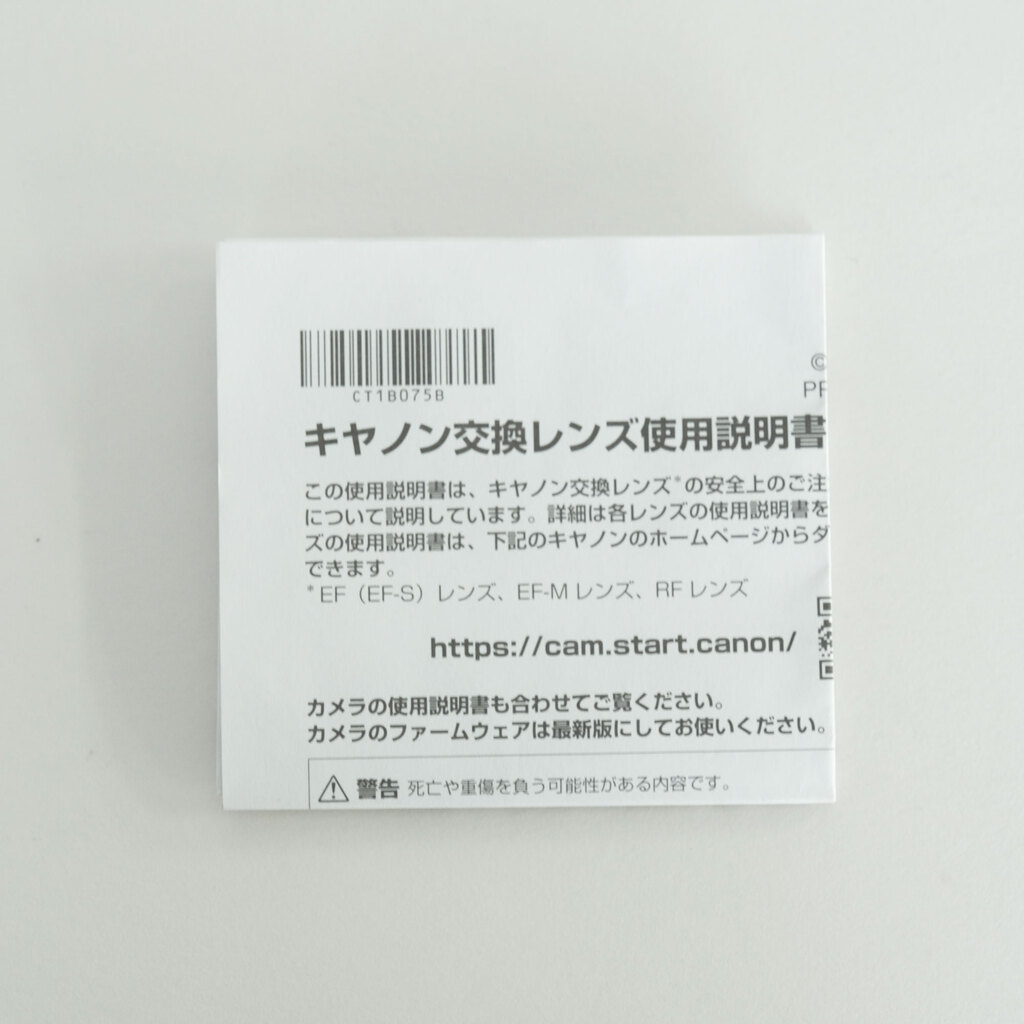 CT1B075B
©
キヤノン交換レンズ使用説明書
この使用説明書は、キヤノン交換レンズ*の安全上のご注
について説明しています。詳細は各レンズの使用説明書を
ズの使用説明書は、下記のキヤノンのホームページからダ
できます。
*EF（EF-S）レンズ、EF-M レンズ、RF レンズ
https://cam.start.canon/
カメラの使用説明書も合わせてご覧ください。
カメラのファームウェアは最新版にしてお使いください。
警告 死亡や重傷を負う可能性がある内容です。